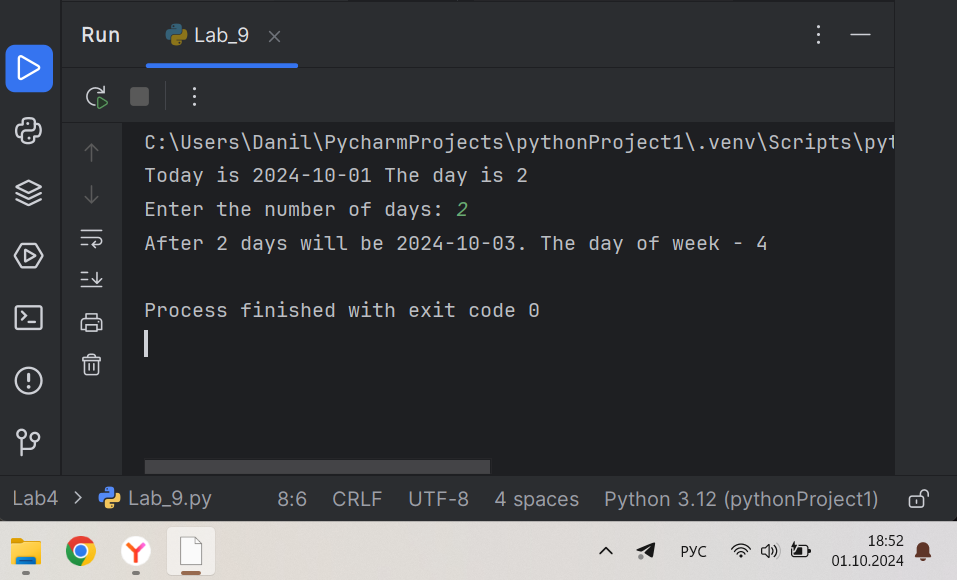 Run Lab_9
C:\Users\Danil\PycharmProjects\pythonProject1\.venv\Scripts\pyt
Today is 2024-10-01 The day is 2
Enter the number of days: 2
After 2 days will be 2024-10-03. The day of week - 4
Process finished with exit code 0
Lab4 > Lab_9.py 8:6 CRLF UTF-8 4 spaces Python 3.12 (pythonProject1)
РУС 18:52
01.10.2024